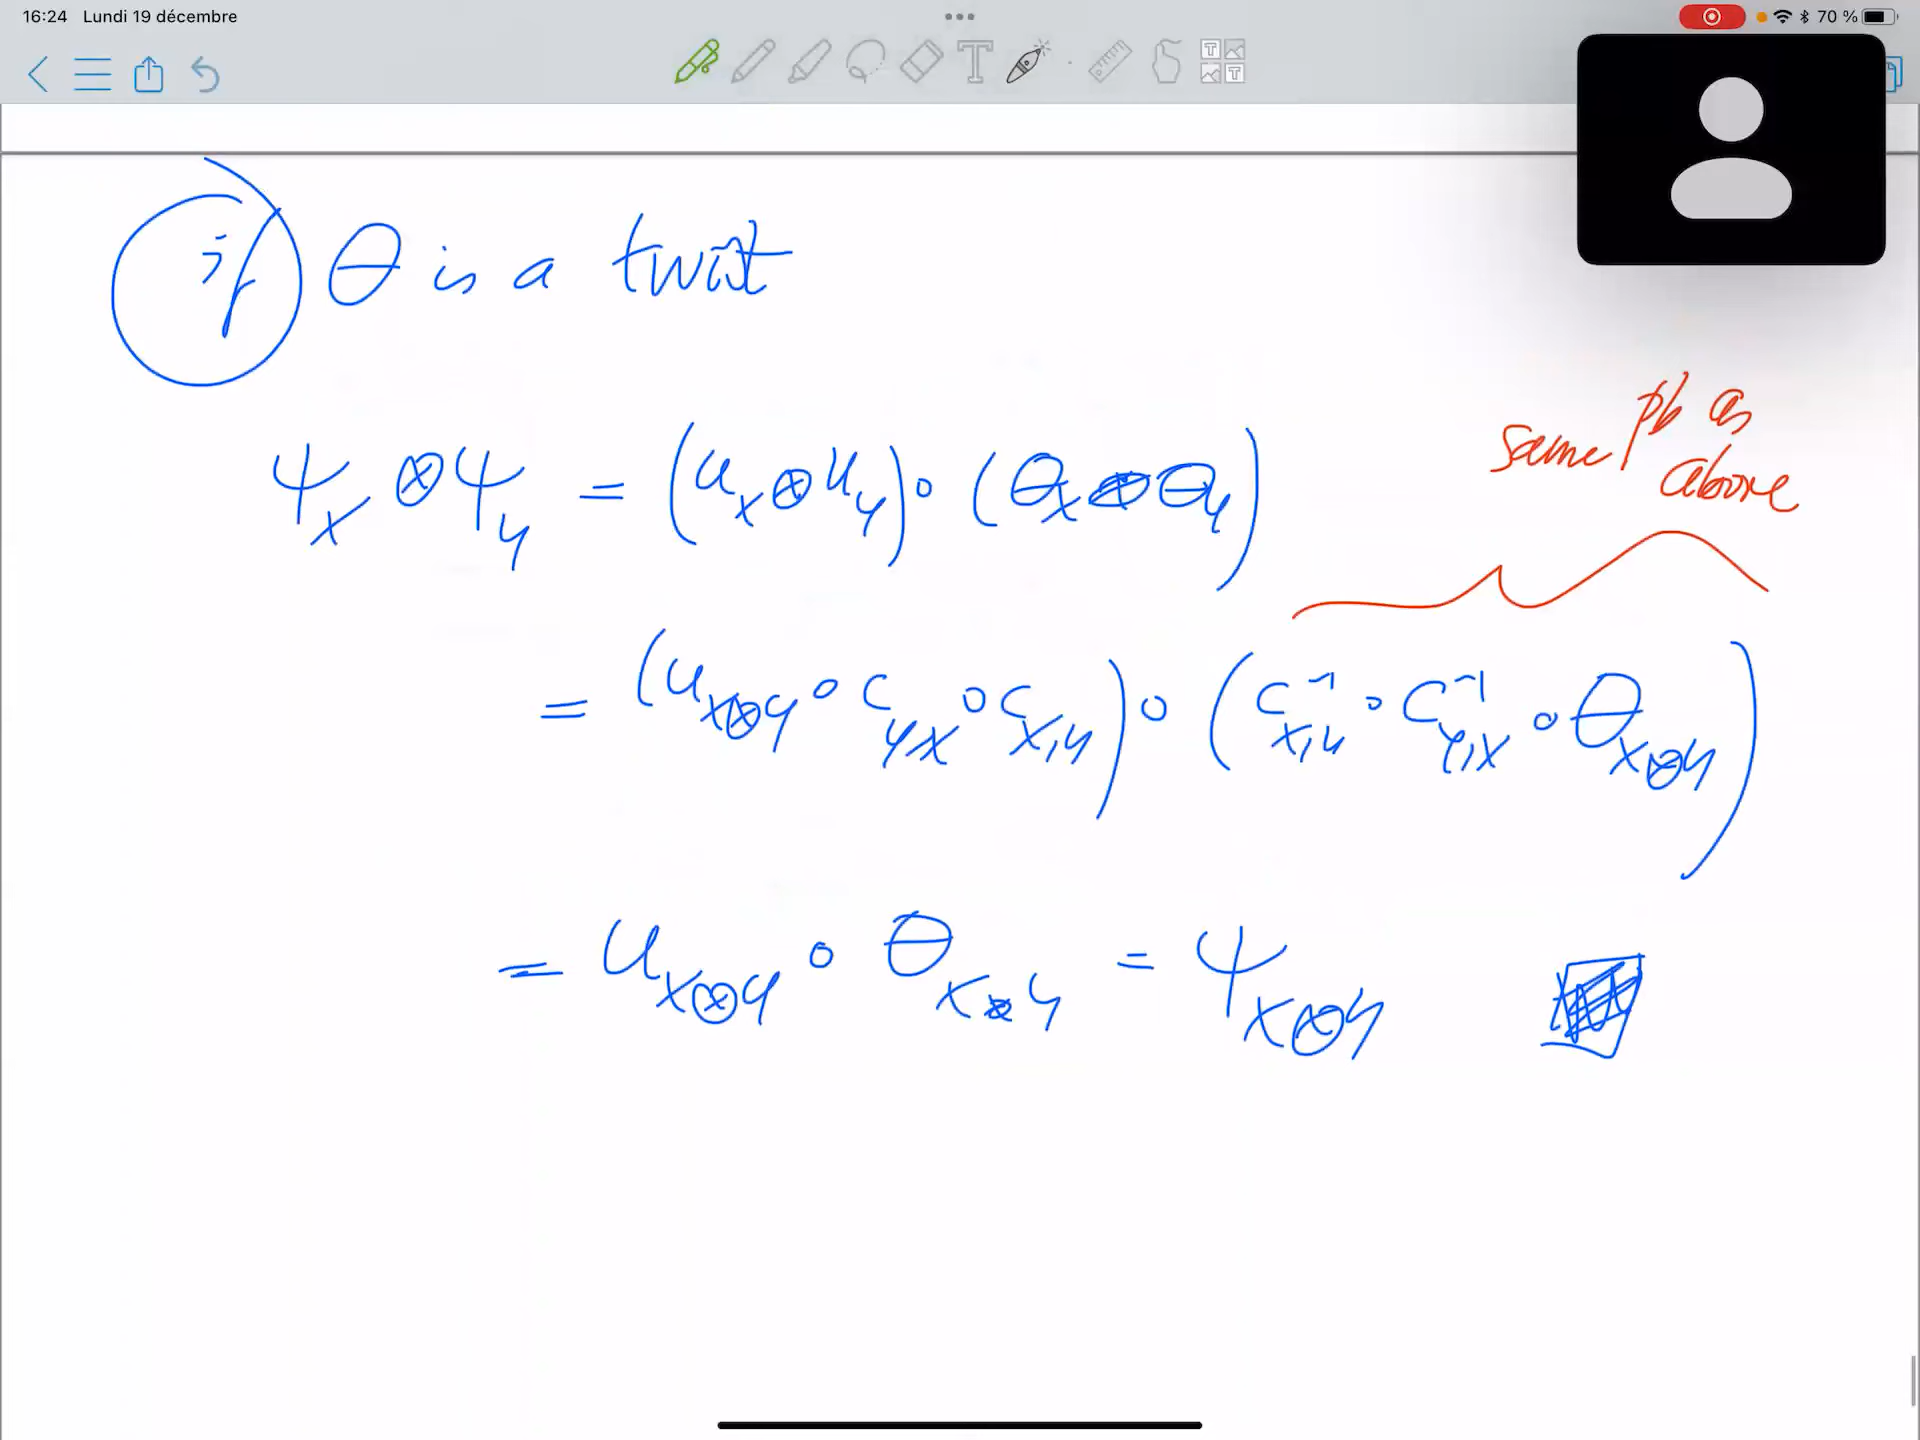 16:24 Lundi 19 décembre 70 %
if θ is a twist
same pb as
above
ψ_X ⊗ ψ_Y = (u_X ⊗ u_Y) ∘ (θ_X ⊗ θ_Y)
= (u_{X⊗Y} ∘ c_{Y,X} ∘ c_{X,Y}) ∘ (c^{-1}_{X,Y} ∘ c^{-1}_{Y,X} ∘ θ_{X⊗Y})
= u_{X⊗Y} ∘ θ_{X⊗Y} = ψ_{X⊗Y}